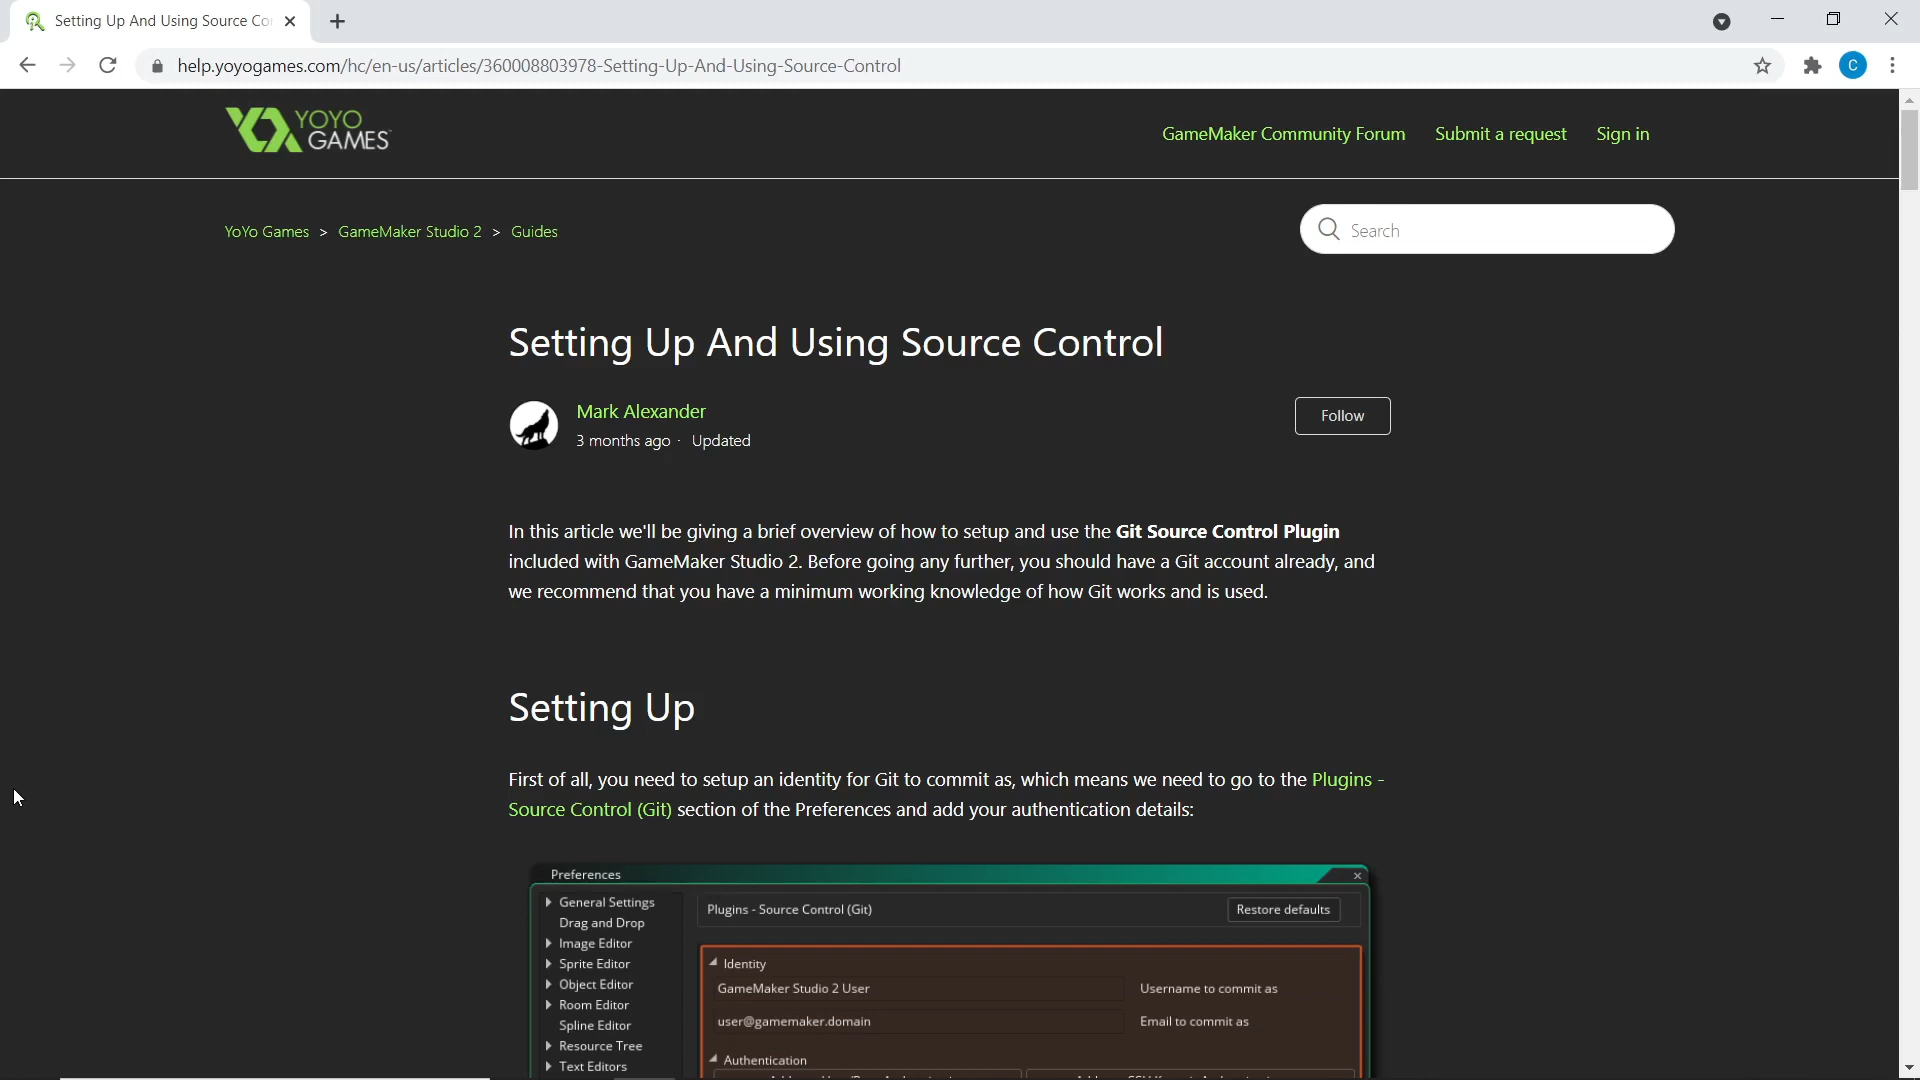 Setting Up And Using Source Co
help.yoyogames.com/hc/en-us/articles/360008803978-Setting-Up-And-Using-Source-Control
C
YOYO
GAMES
GameMaker Community Forum
Submit a request
Sign in
YoYo Games > GameMaker Studio 2 > Guides
Search
Setting Up And Using Source Control
Mark Alexander
3 months ago · Updated
Follow
In this article we'll be giving a brief overview of how to setup and use the Git Source Control Plugin
included with GameMaker Studio 2. Before going any further, you should have a Git account already, and
we recommend that you have a minimum working knowledge of how Git works and is used.
Setting Up
First of all, you need to setup an identity for Git to commit as, which means we need to go to the Plugins -
Source Control (Git) section of the Preferences and add your authentication details:
Preferences
General Settings
Drag and Drop
Image Editor
Sprite Editor
Object Editor
Room Editor
Spline Editor
Resource Tree
Text Editors
Plugins - Source Control (Git)
Restore defaults
Identity
GameMaker Studio 2 User
Username to commit as
user@gamemaker.domain
Email to commit as
Authentication